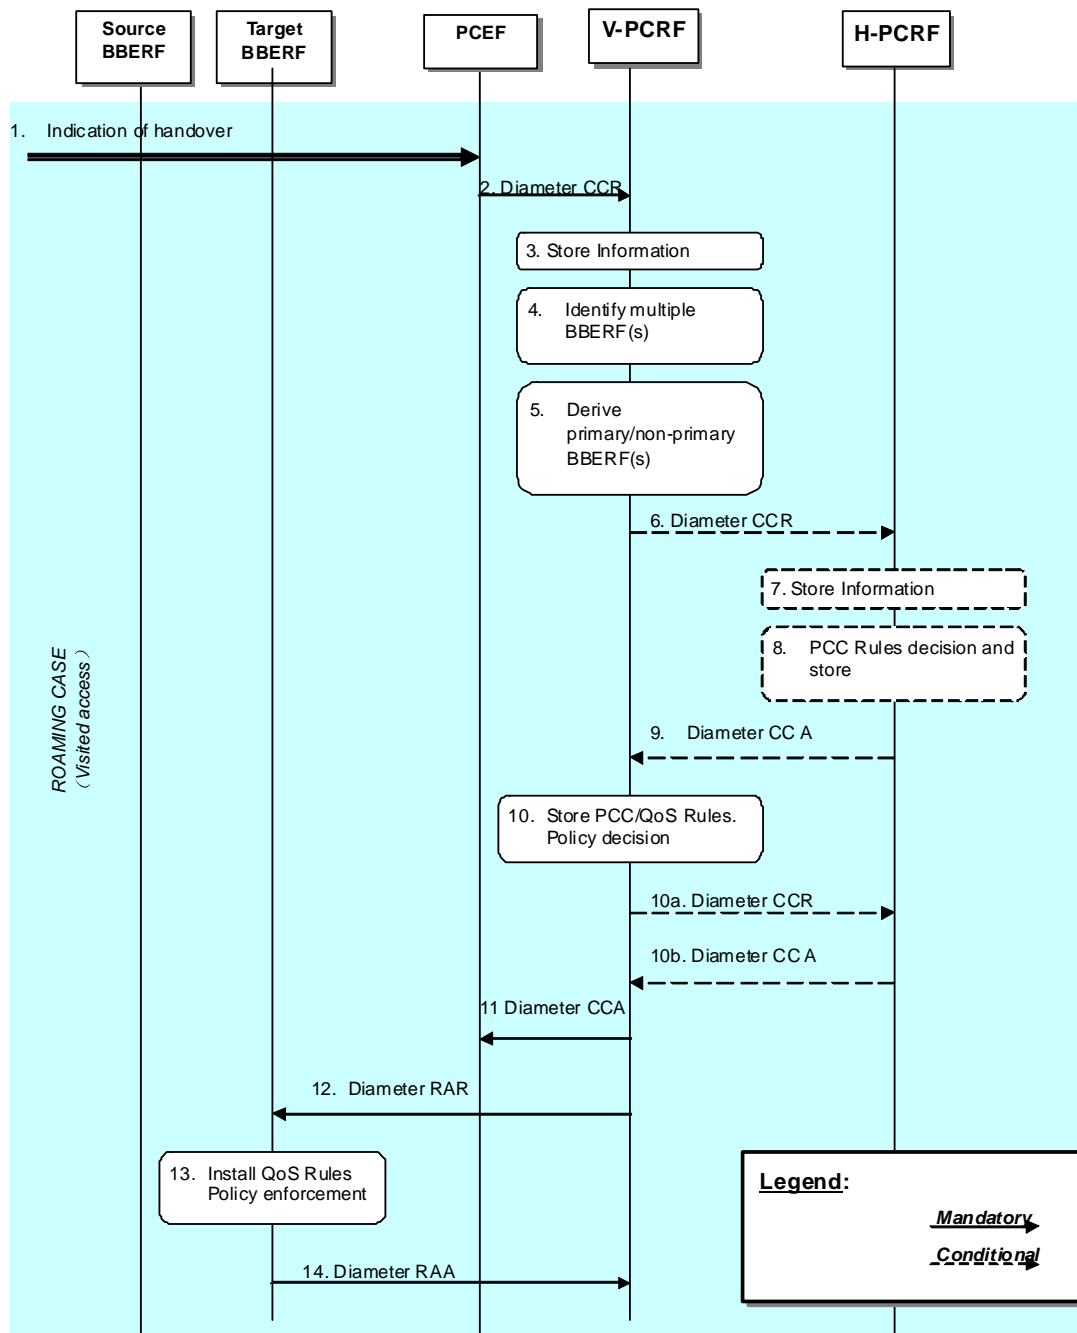 Source
BBERF
Target
BBERF
PCEF
V-PCRF
H-PCRF
1. Indication of handover
2. Diameter CCR
3. Store Information
4. Identify multiple
BBERF(s)
5. Derive
primary/non-primary
BBERF(s)
6. Diameter CCR
7. Store Information
8. PCC Rules decision and
store
ROAMING CASE
(Visited access)
9. Diameter CC A
10. Store PCC/QoS Rules.
Policy decision
10a. Diameter CCR
10b. Diameter CC A
11 Diameter CCA
12. Diameter RAR
13. Install QoS Rules
Policy enforcement
14. Diameter RAA
Legend:
Mandatory
Conditional